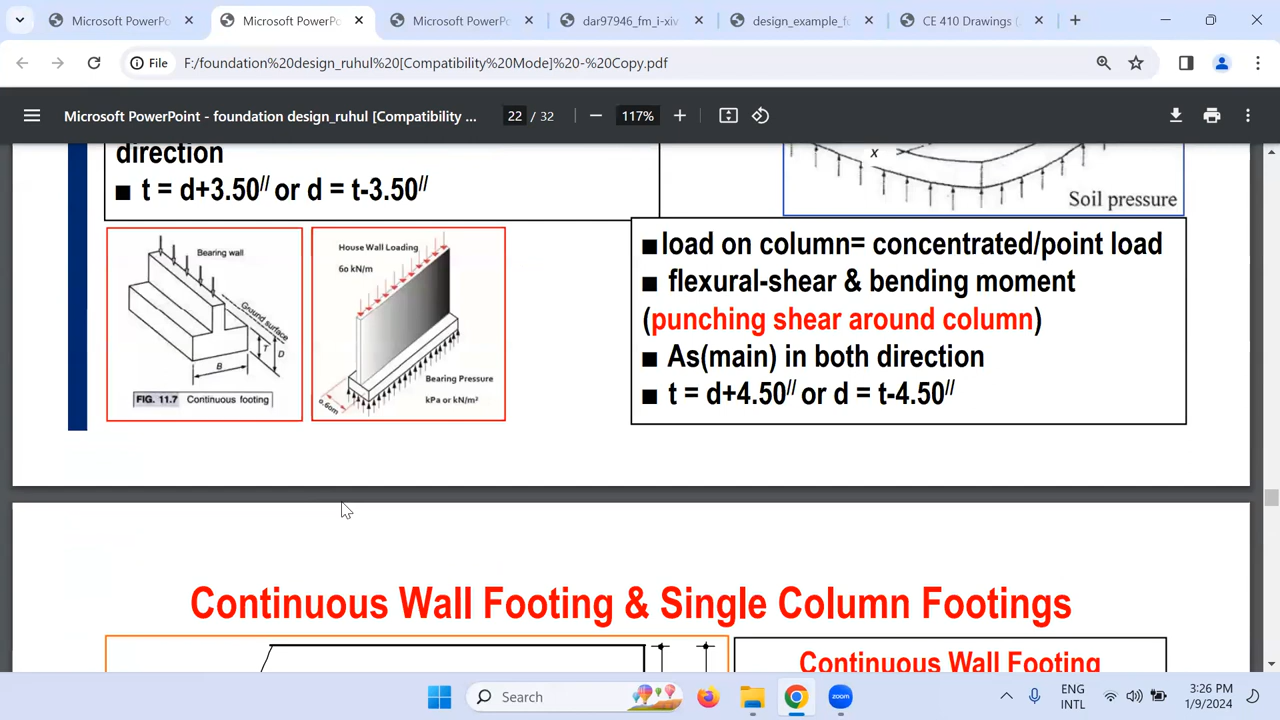 Microsoft PowerPo
Microsoft PowerPo
Microsoft PowerPo
dar97946_fm_i-xiv
design_example_fu
CE 410 Drawings (
File
F:/foundation%20design_ruhul%20[Compatibility%20Mode]%20-%20Copy.pdf
Microsoft PowerPoint - foundation design_ruhul [Compatibility ...
22 / 32
117%
direction
■ t = d+3.50// or d = t-3.50//
x
Soil pressure
Bearing wall
Ground surface
T
D
B
FIG. 11.7 Continuous footing
House Wall Loading
60 kN/m
Bearing Pressure
kPa or kN/m²
0.60m
■load on column= concentrated/point load
■ flexural-shear & bending moment
(punching shear around column)
■ As(main) in both direction
■ t = d+4.50// or d = t-4.50//
Continuous Wall Footing & Single Column Footings
Continuous Wall Footing
Search
zoom
ENG
INTL
3:26 PM
1/9/2024